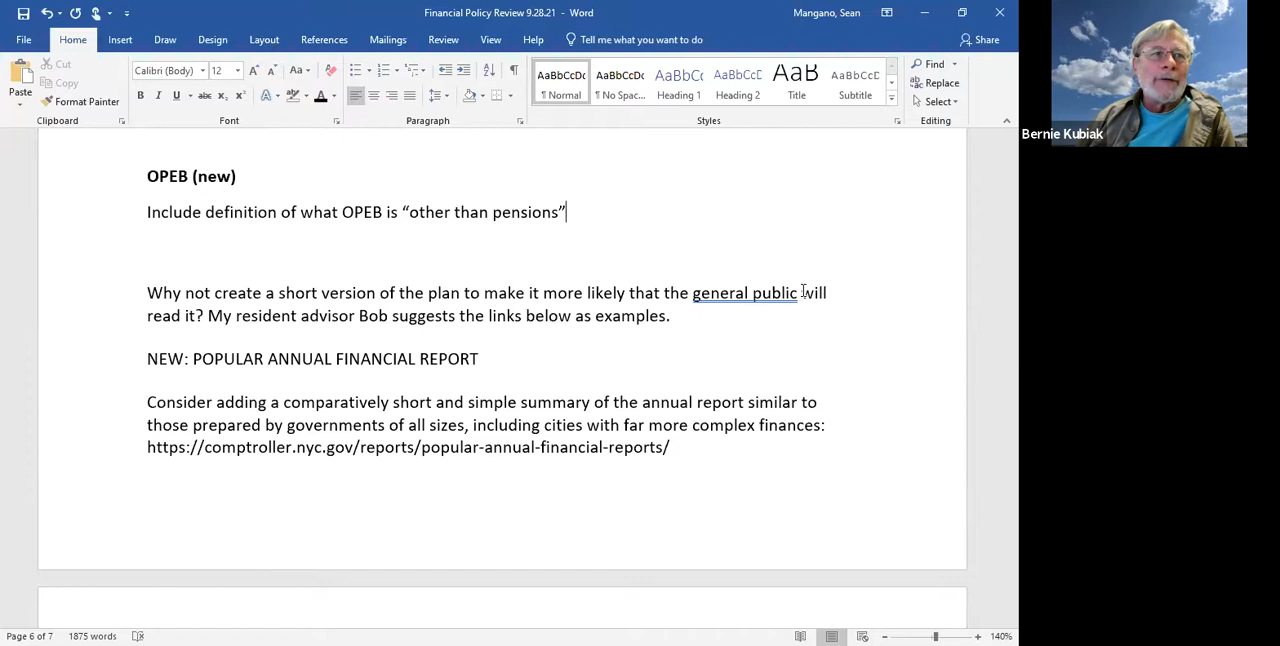 Financial Policy Review 9.28.21 - Word
Mangano, Sean
File Home Insert Draw Design Layout References Mailings Review View Help Tell me what you want to do Share
Paste
Cut
Copy
Format Painter
Clipboard
Calibri (Body) 12
Font
Paragraph
AaBbCcDc AaBbCcDc AaBbC AaBbCcD AaB AaBbCcD
¶ Normal ¶ No Spac... Heading 1 Heading 2 Title Subtitle
Styles
Find
Replace
Select
Editing
Bernie Kubiak
OPEB (new)
Include definition of what OPEB is “other than pensions”
Why not create a short version of the plan to make it more likely that the general public will
read it? My resident advisor Bob suggests the links below as examples.
NEW: POPULAR ANNUAL FINANCIAL REPORT
Consider adding a comparatively short and simple summary of the annual report similar to
those prepared by governments of all sizes, including cities with far more complex finances:
https://comptroller.nyc.gov/reports/popular-annual-financial-reports/
Page 6 of 7 1875 words 140%